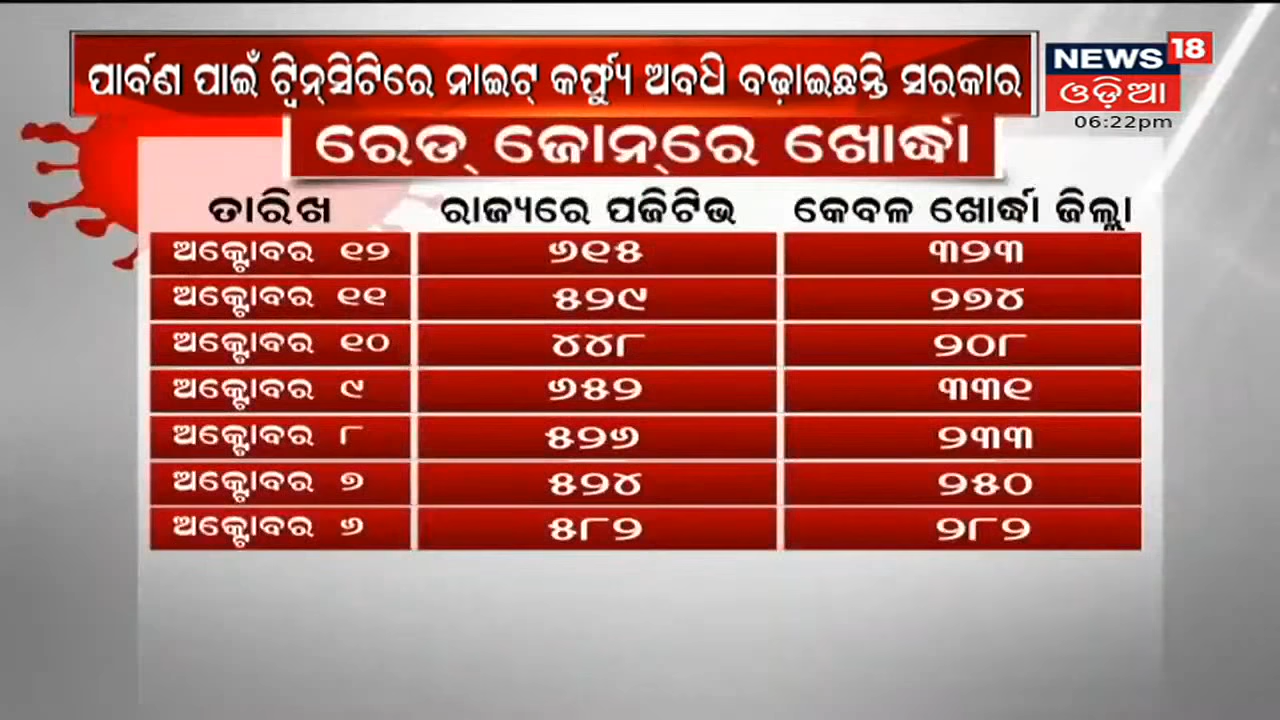 ପାର୍ବଣ ପାଇଁ ଟ୍ୱିନ୍‌ସିଟିରେ ନାଇଟ୍ କର୍ଫ୍ୟୁ ଅବଧି ବଢ଼ାଇଛନ୍ତି ସରକାର
NEWS 18
ଓଡ଼ିଆ
06:22pm
ରେଡ୍ ଜୋନ୍‌ରେ ଖୋର୍ଦ୍ଧା
ତାରିଖ ରାଜ୍ୟରେ ପଜିଟିଭ କେବଳ ଖୋର୍ଦ୍ଧା ଜିଲ୍ଲା
ଅକ୍ଟୋବର ୧୨ ୬୧୫ ୩୨୩
ଅକ୍ଟୋବର ୧୧ ୫୨୯ ୨୭୪
ଅକ୍ଟୋବର ୧୦ ୪୪୮ ୨୦୮
ଅକ୍ଟୋବର ୯ ୬୫୨ ୩୩୧
ଅକ୍ଟୋବର ୮ ୫୨୬ ୨୩୩
ଅକ୍ଟୋବର ୭ ୫୨୪ ୨୫୦
ଅକ୍ଟୋବର ୬ ୫୮୨ ୨୮୨